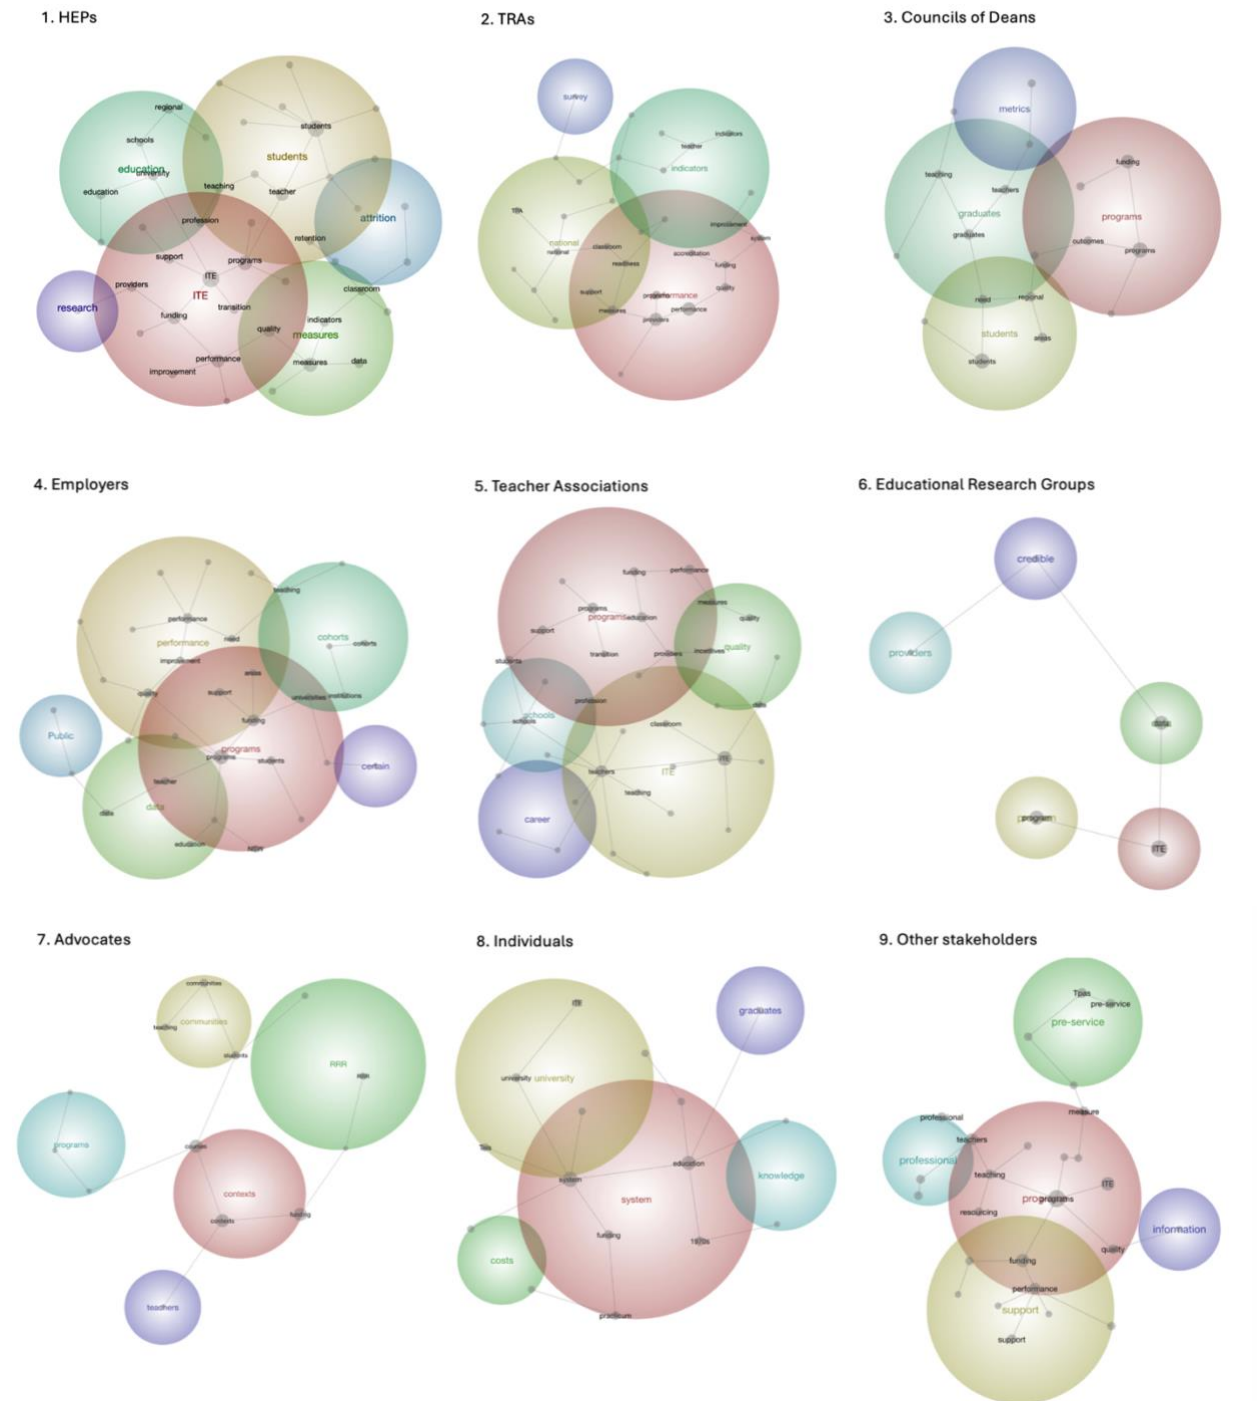 1. HEPs
regional
schools
education
university
education
students
students
teaching
teacher
attrition
profession
retention
support
programs
ITE
ITE
classroom
research
providers
funding
transition
indicators
quality
measures
performance
measures
data
improvement
2. TRAs
survey
indicators
teacher
indicators
TRA
improvement
national
national
classroom
system
accreditation
readiness
funding
support
quality
performance
measures
performance
providers
3. Councils of Deans
metrics
funding
teaching
teachers
graduates
programs
graduates
outcomes
programs
need
regional
students
areas
students
4. Employers
teaching
performance
need
cohorts
cohorts
performance
improvement
areas
quality
support
universities
institutions
funding
Public
programs
programs
students
certain
teacher
data
data
education
5. Teacher Associations
funding
performance
measures
programs
programs
education
quality
support
quality
transition
providers
incentives
students
profession
data
schools
schools
classroom
teachers
ITE
ITE
teaching
career
6. Educational Research Groups
credible
providers
data
program
ITE
7. Advocates
communities
communities
teaching
students
RRR
RRR
programs
courses
contexts
contexts
funding
teachers
8. Individuals
ITE
graduates
university
university
education
system
knowledge
system
funding
costs
practicum
9. Other stakeholders
Tpas
pre-service
pre-service
measure
professional
teachers
professional
teaching
ITE
programs
resourcing
information
quality
funding
performance
support
support